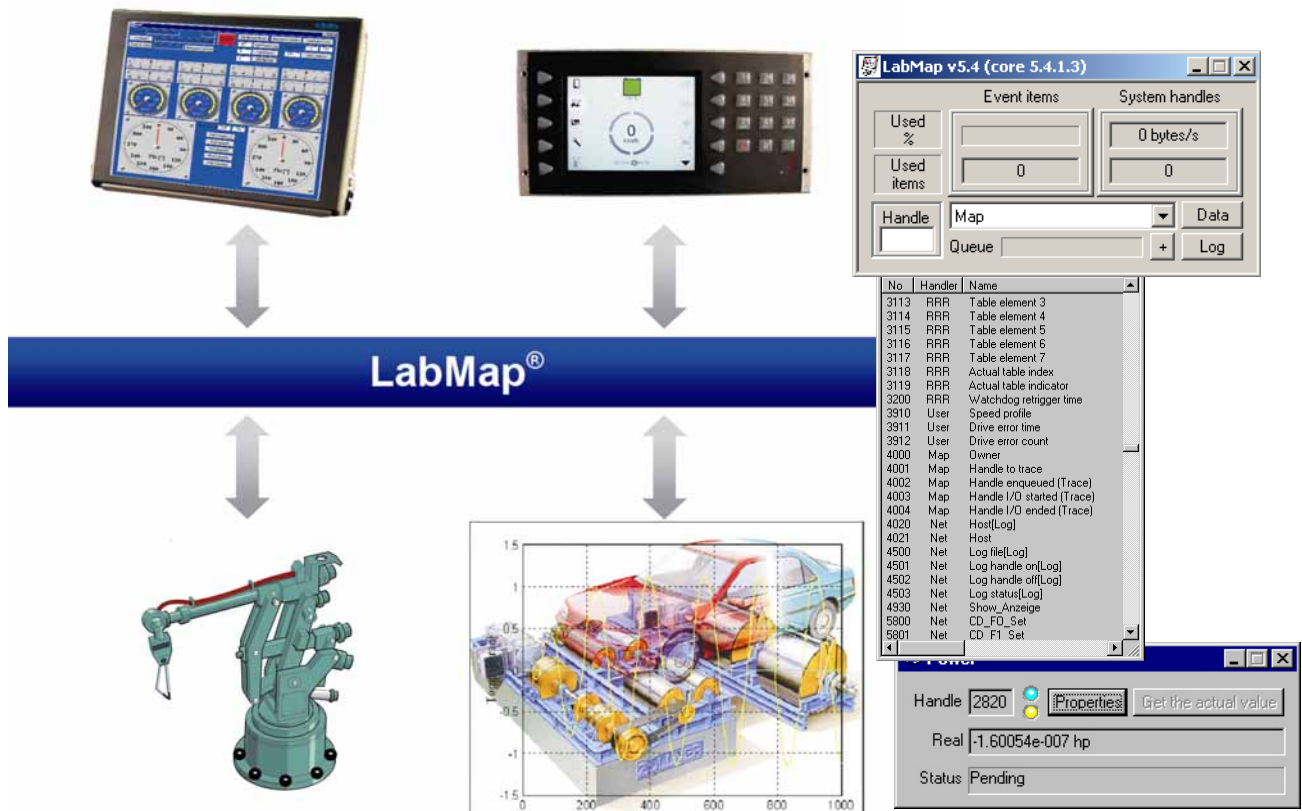 0
km/h
LabMap v5.4 (core 5.4.1.3)
Event items
System handles
Used %
0 bytes/s
Used items
0
0
Handle
Map
Data
Queue
+
Log
No Handler Name
3113 RRR Table element 3
3114 RRR Table element 4
3115 RRR Table element 5
3116 RRR Table element 6
3117 RRR Table element 7
3118 RRR Actual table index
3119 RRR Actual table indicator
3200 RRR Watchdog retrigger time
3910 User Speed profile
3911 User Drive error time
3912 User Drive error count
4000 Map Owner
4001 Map Handle to trace
4002 Map Handle enqueued (Trace)
4003 Map Handle I/O started (Trace)
4004 Map Handle I/O ended (Trace)
4020 Net Host[Log]
4021 Net Host
4500 Net Log file[Log]
4501 Net Log handle on[Log]
4502 Net Log handle off[Log]
4503 Net Log status[Log]
4930 Net Show_Anzeige
5800 Net CD_F0_Set
5801 Net CD_F1_Set
LabMap®
1.5
1
0.5
0
-0.5
-1
-1.5
0 200 400 600 800 1000
ZÖLLNER
Power
Handle 2820 Properties Get the actual value
Real -1.60054e-007 hp
Status Pending